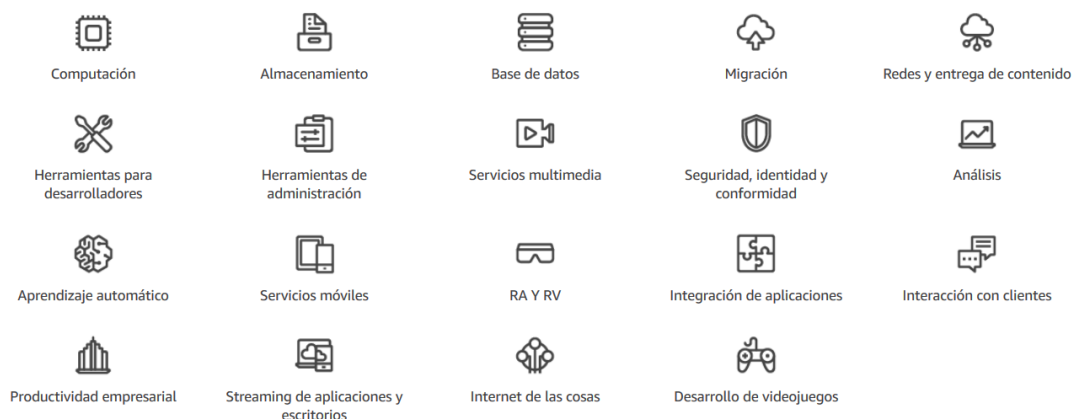 Computación
Almacenamiento
Base de datos
Migración
Redes y entrega de contenido
Herramientas para
desarrolladores
Herramientas de
administración
Servicios multimedia
Seguridad, identidad y
conformidad
Análisis
Aprendizaje automático
Servicios móviles
RA Y RV
Integración de aplicaciones
Interacción con clientes
Productividad empresarial
Streaming de aplicaciones y
escritorios
Internet de las cosas
Desarrollo de videojuegos